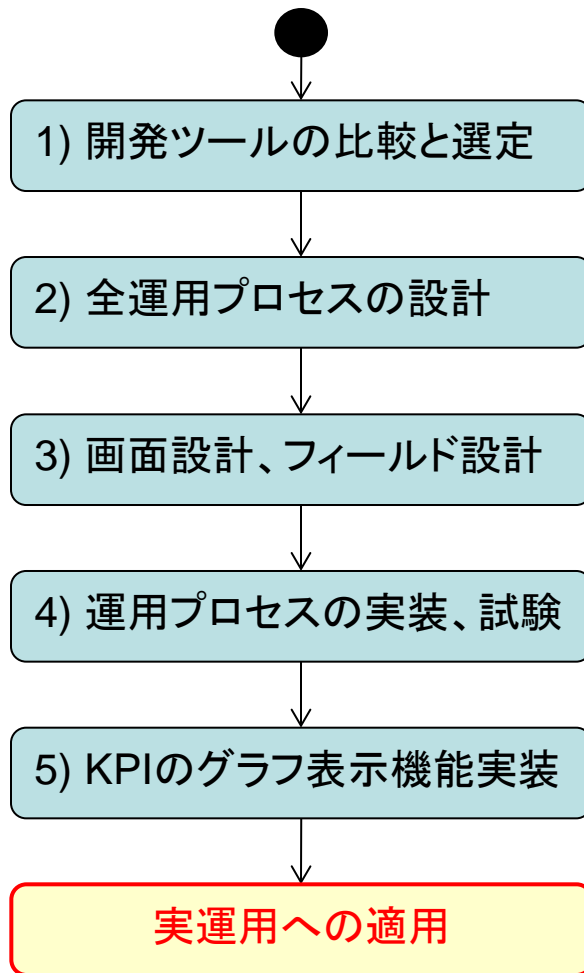 1) 開発ツールの比較と選定
2) 全運用プロセスの設計
3) 画面設計、フィールド設計
4) 運用プロセスの実装、試験
5) KPIのグラフ表示機能実装
実運用への適用